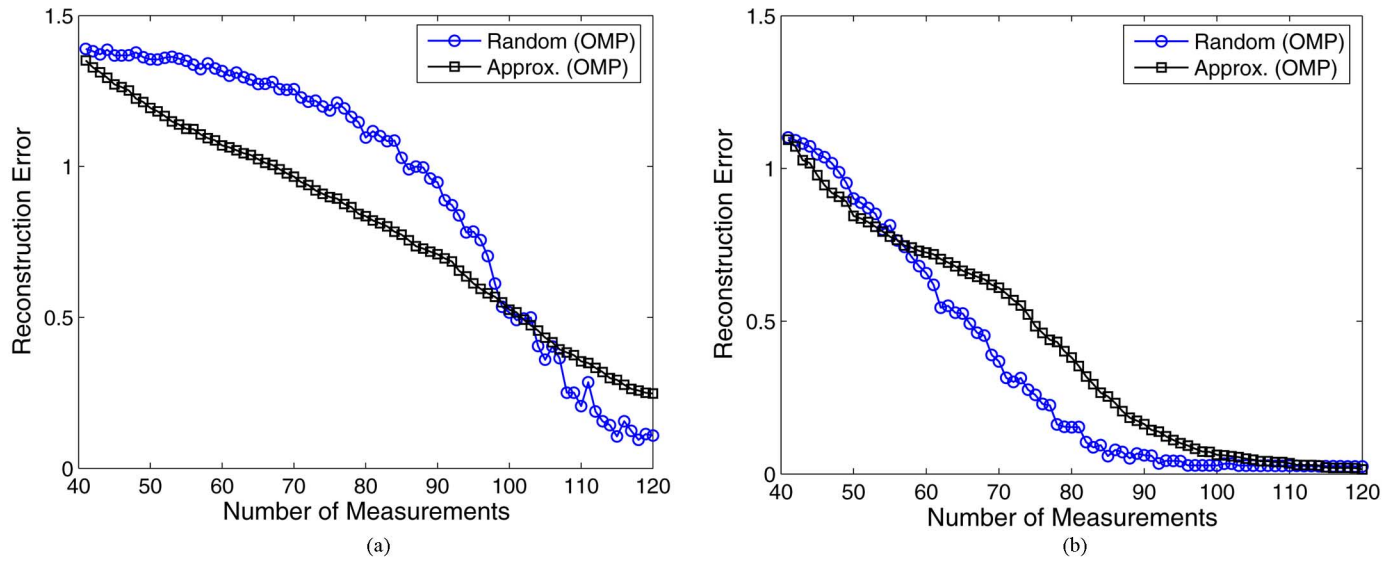 1.5
1
0.5
0
Reconstruction Error
Random (OMP)
Approx. (OMP)
40 50 60 70 80 90 100 110 120
Number of Measurements
(a)
1.5
1
0.5
0
Reconstruction Error
Random (OMP)
Approx. (OMP)
40 50 60 70 80 90 100 110 120
Number of Measurements
(b)